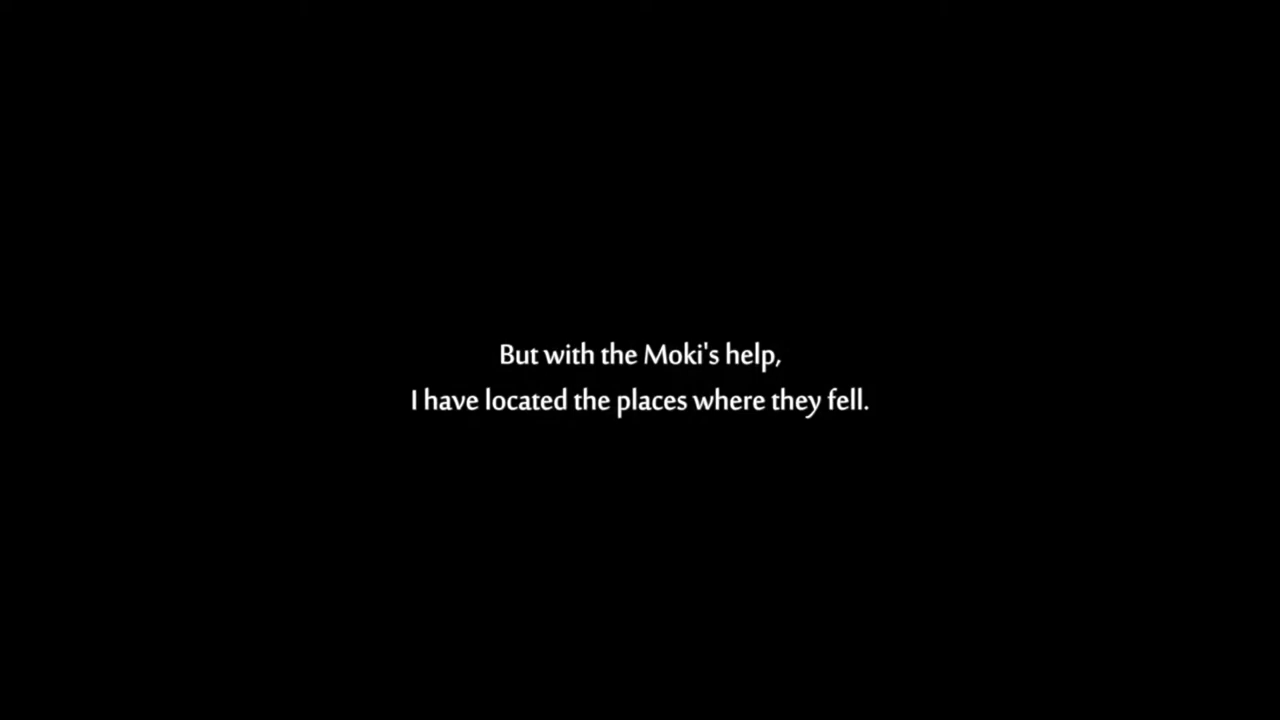 But with the Moki's help,
I have located the places where they fell.